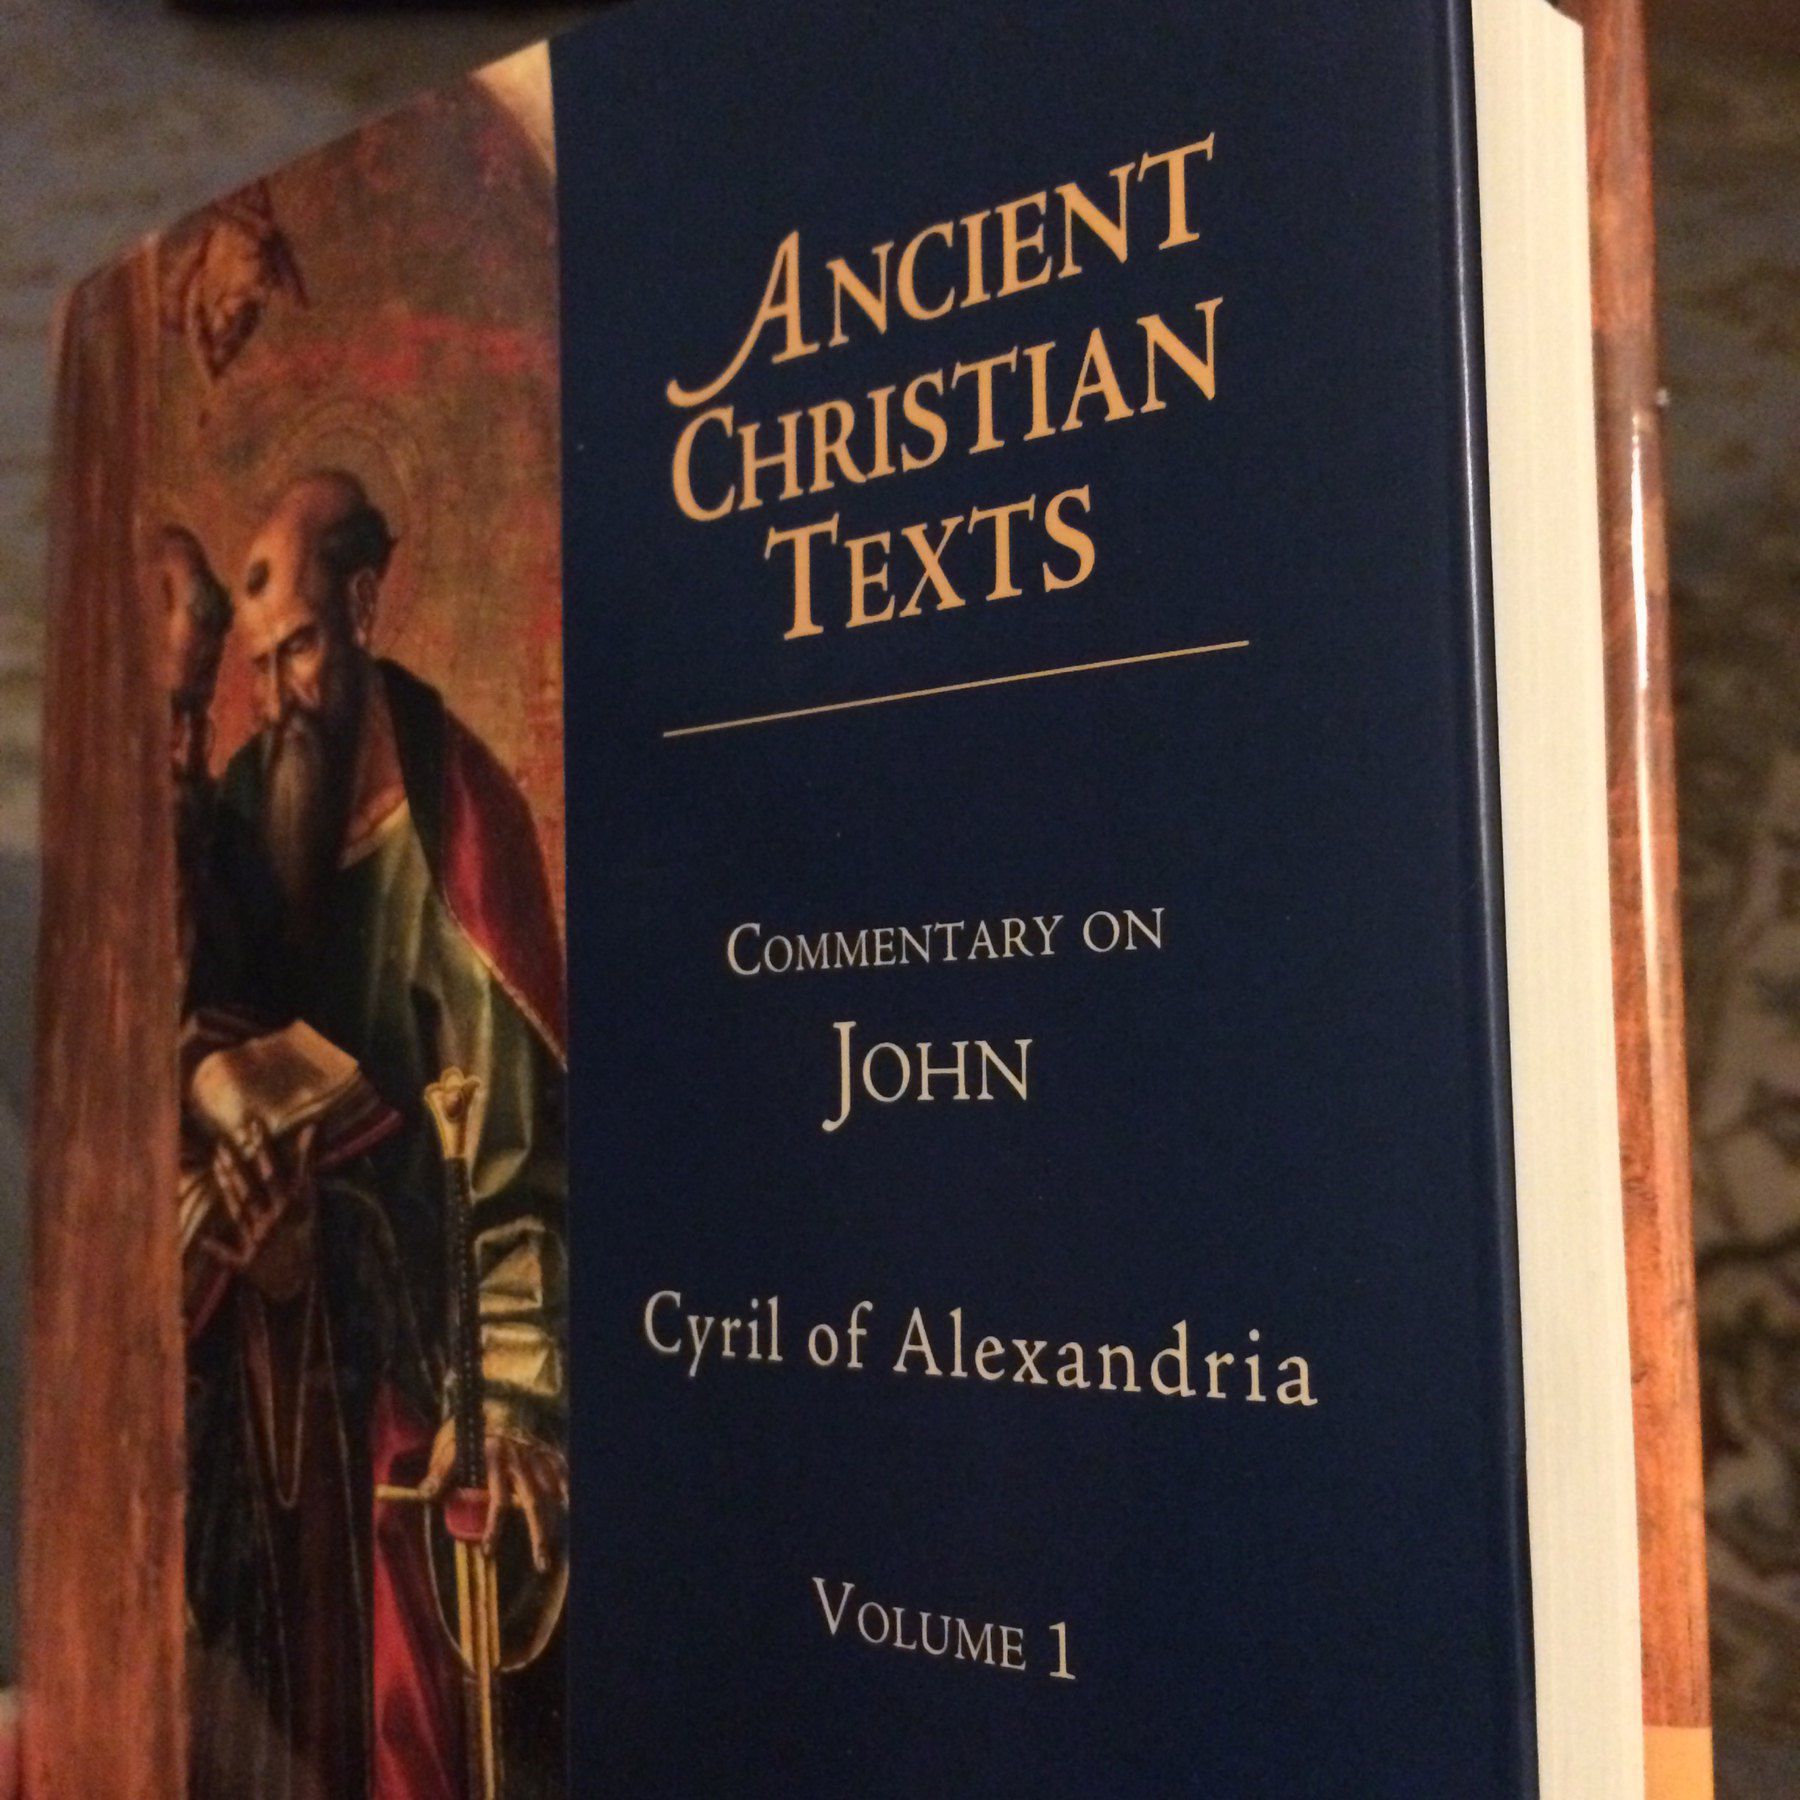 ANCIENT
CHRISTIAN
TEXTS
COMMENTARY ON
JOHN
Cyril of Alexandria
VOLUME 1